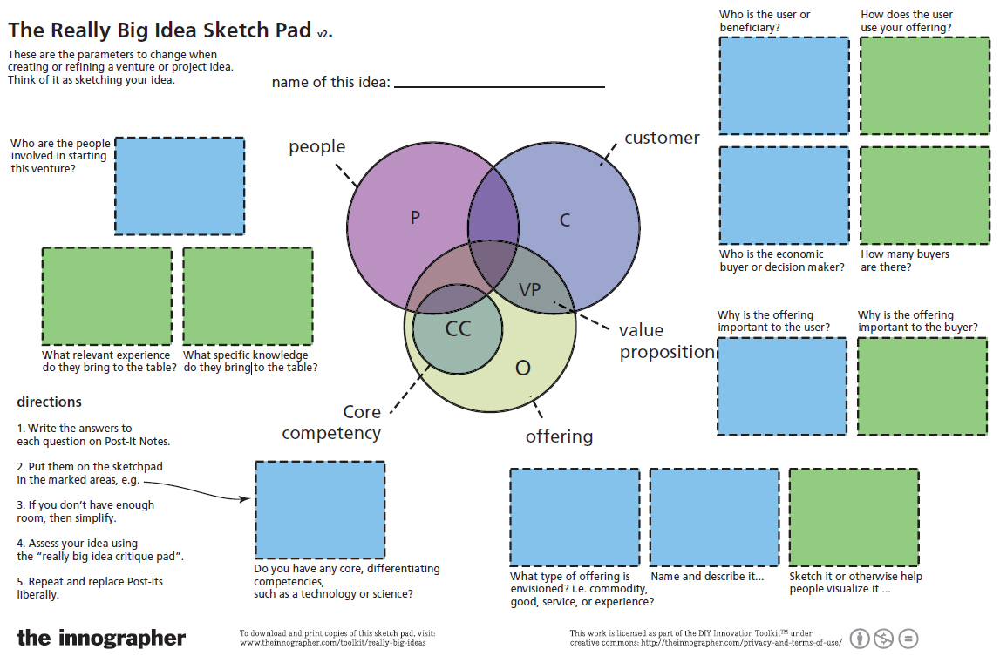 The Really Big Idea Sketch Pad v2.
These are the parameters to change when
creating or refining a venture or project idea.
Think of it as sketching your idea.
name of this idea:
Who is the user or
beneficiary?
How does the user
use your offering?
Who are the people
involved in starting
this venture?
people
customer
P
C
VP
CC
O
Who is the economic
buyer or decision maker?
How many buyers
are there?
Why is the offering
important to the user?
Why is the offering
important to the buyer?
value
proposition
What relevant experience
do they bring to the table?
What specific knowledge
do they bring to the table?
Core
competency
offering
directions
1. Write the answers to
each question on Post-It Notes.
2. Put them on the sketchpad
in the marked areas, e.g.
3. If you don’t have enough
room, then simplify.
4. Assess your idea using
the “really big idea critique pad”.
5. Repeat and replace Post-Its
liberally.
Do you have any core, differentiating
competencies,
such as a technology or science?
What type of offering is
envisioned? i.e. commodity,
good, service, or experience?
Name and describe it...
Sketch it or otherwise help
people visualize it ...
the innographer
To download and print copies of this sketch pad, visit:
www.theinnographer.com/toolkit/really-big-ideas
This work is licensed as part of the DIY Innovation Toolkit™ under
creative commons: http://theinnographer.com/privacy-and-terms-of-use/